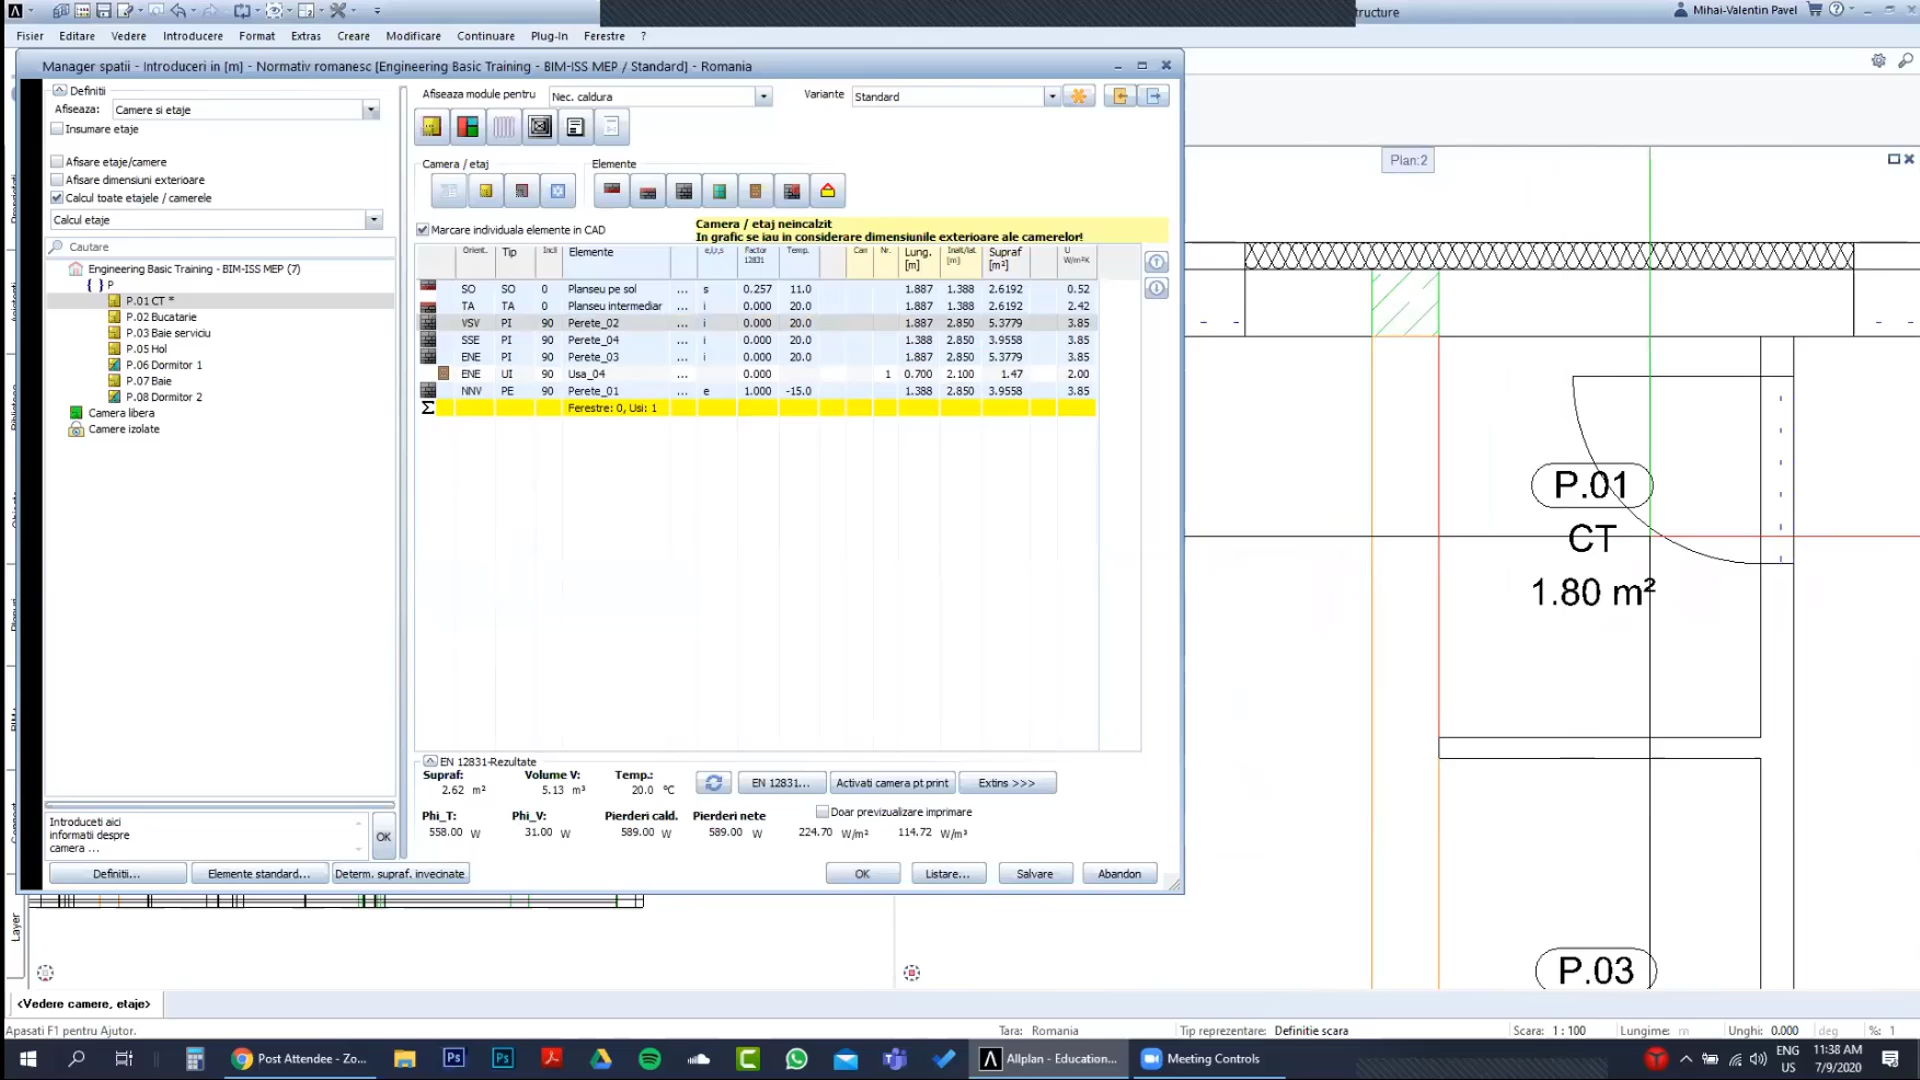 tructure
Mihai-Valentin Pavel
Fisier Editare Vedere Introducere Format Extras Creare Modificare Continuare Plug-In Ferestre ?
Manager spatii - Introduceri in [m] - Normativ romanesc [Engineering Basic Training - BIM-ISS MEP / Standard] - Romania
Definitii
Afiseaza: Camere si etaje
Insumare etaje
Afisare etaje/camere
Afisare dimensiuni exterioare
Calcul toate etajele / camerele
Calcul etaje
Cautare
Engineering Basic Training - BIM-ISS MEP (7)
{ } P
P.01 CT *
P.02 Bucatarie
P.03 Baie serviciu
P.05 Hol
P.06 Dormitor 1
P.07 Baie
P.08 Dormitor 2
Camera libera
Camere izolate
Introduceti aici
informatii despre
camera ...
OK
Definitii... Elemente standard... Determ. supraf. invecinate
Afiseaza module pentru Nec. caldura Variante Standard
Camera / etaj Elemente
Marcare individuala elemente in CAD
Camera / etaj neincalzit
In grafic se iau in considerare dimensiunile exterioare ale camerelor!
Orient. Tip Incli Elemente e,i,u,s Factor 12831 Temp. Can Nr. Lung. [m] Inalt/lat. [m] Supraf [m²] U W/m²K
SO SO 0 Planseu pe sol ... s 0.257 11.0 1.887 1.388 2.6192 0.52
TA TA 0 Planseu intermediar ... i 0.000 20.0 1.887 1.388 2.6192 2.42
VSV PI 90 Perete_02 ... i 0.000 20.0 1.887 2.850 5.3779 3.85
SSE PI 90 Perete_04 ... i 0.000 20.0 1.388 2.850 3.9558 3.85
ENE PI 90 Perete_03 ... i 0.000 20.0 1.887 2.850 5.3779 3.85
ENE UI 90 Usa_04 ... 0.000 1 0.700 2.100 1.47 2.00
NNV PE 90 Perete_01 ... e 1.000 -15.0 1.388 2.850 3.9558 3.85
Σ Ferestre: 0, Usi: 1
EN 12831-Rezultate
Supraf: Volume V: Temp.:
2.62 m² 5.13 m³ 20.0 °C
EN 12831... Activati camera pt print Extins >>>
Doar previzualizare imprimare
Phi_T: Phi_V: Pierderi cald. Pierderi nete
558.00 W 31.00 W 589.00 W 589.00 W 224.70 W/m² 114.72 W/m³
OK Listare... Salvare Abandon
Plan:2
P.01
CT
1.80 m²
P.03
Layer
<Vedere camere, etaje>
Apasati F1 pentru Ajutor.
Tara: Romania Tip reprezentare: Definitie scara Scara: 1 : 100 Lungime: m Unghi: 0.000 deg %: 1
Post Attendee - Zo...
Ps
Ps
Allplan - Education...
Meeting Controls
ENG
US
11:38 AM
7/9/2020